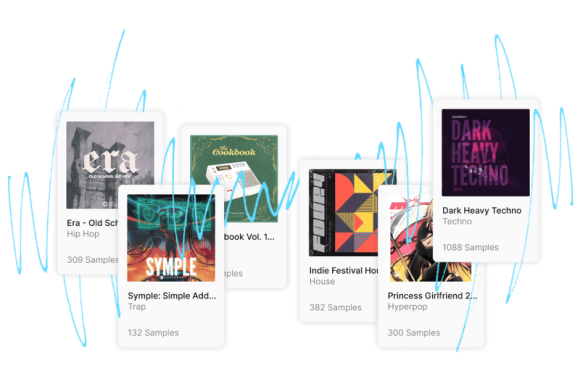 era
OLD SCHOOL HIP HOP
Era - Old Sch
Hip Hop
309 Samples
The
Cookbook
book Vol. 1...
ples
SYMPLE
Symple: Simple Add...
Trap
132 Samples
Indie Festival Hou
House
382 Samples
Princess Girlfriend 2...
Hyperpop
300 Samples
DARK
HEAVY
TECHNO
Dark Heavy Techno
Techno
1088 Samples